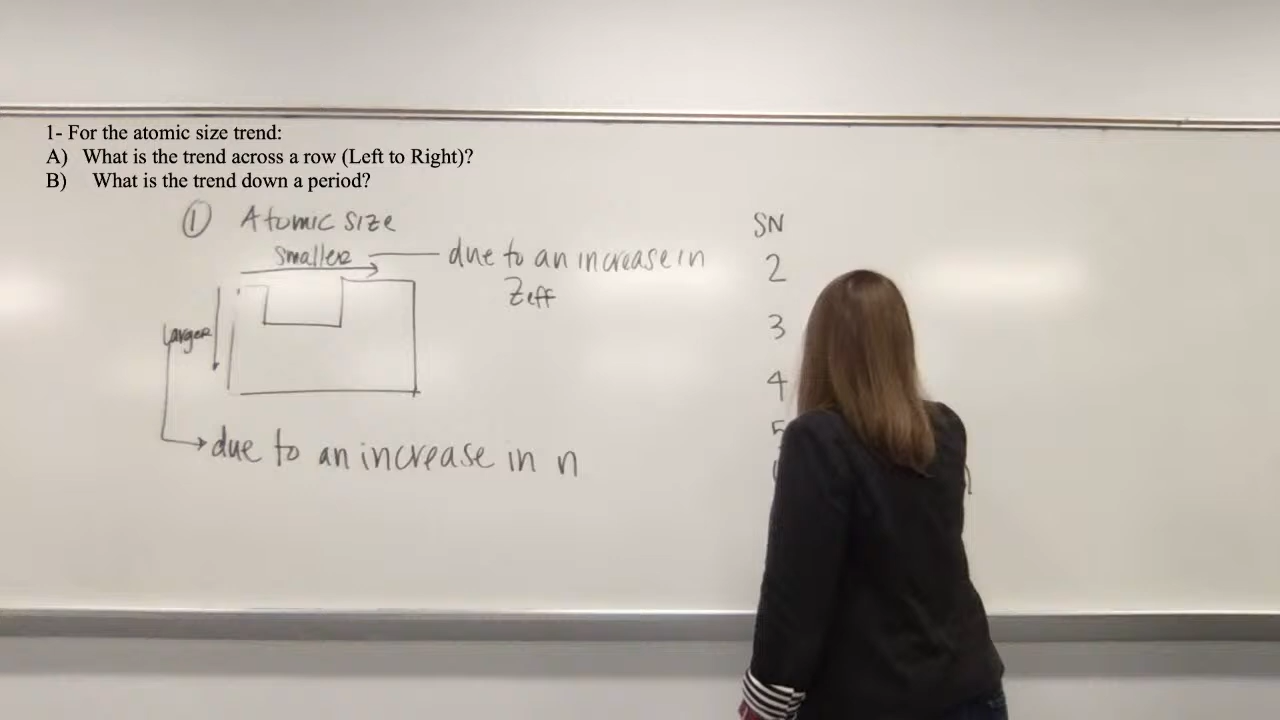 1- For the atomic size trend:
A) What is the trend across a row (Left to Right)?
B) What is the trend down a period?
① Atomic size
smaller
due to an increase in
Zeff
larger
due to an increase in n
SN
2
3
4
5